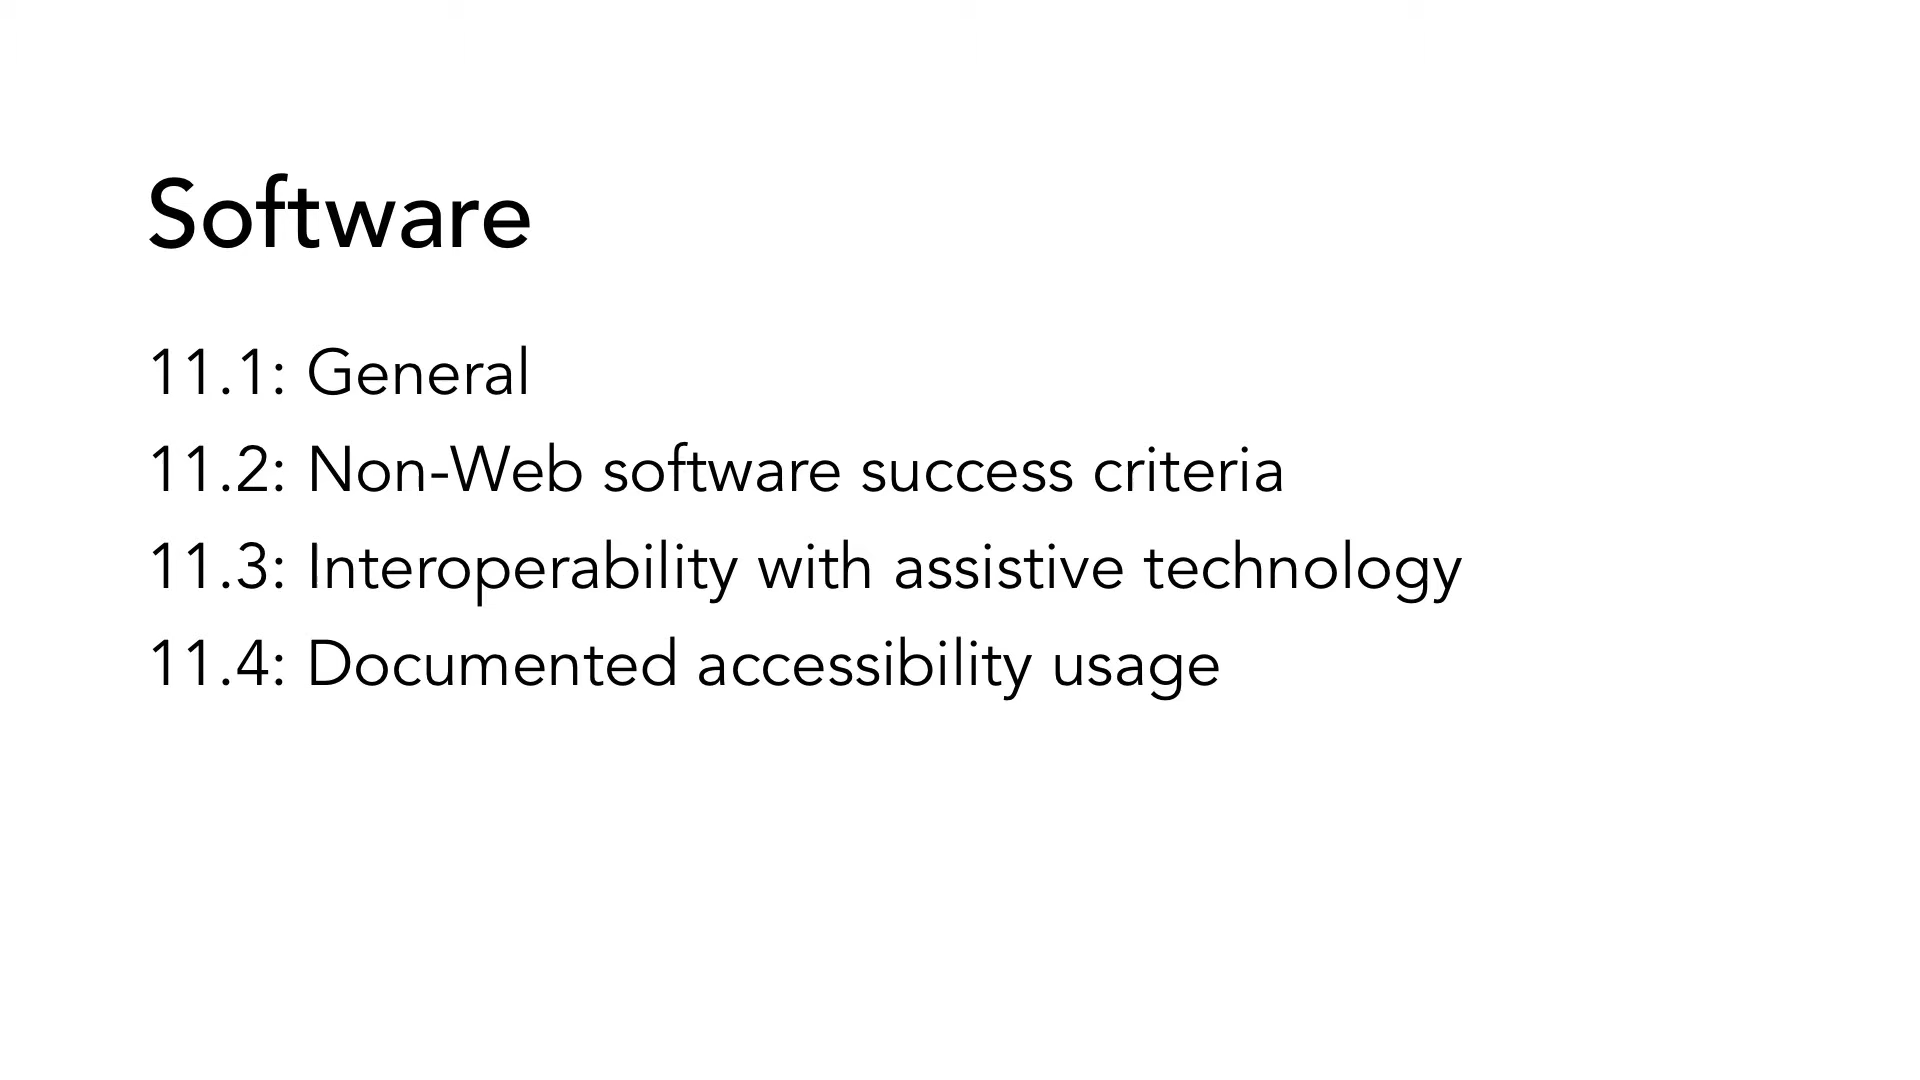 Software
11.1: General
11.2: Non-Web software success criteria
11.3: Interoperability with assistive technology
11.4: Documented accessibility usage